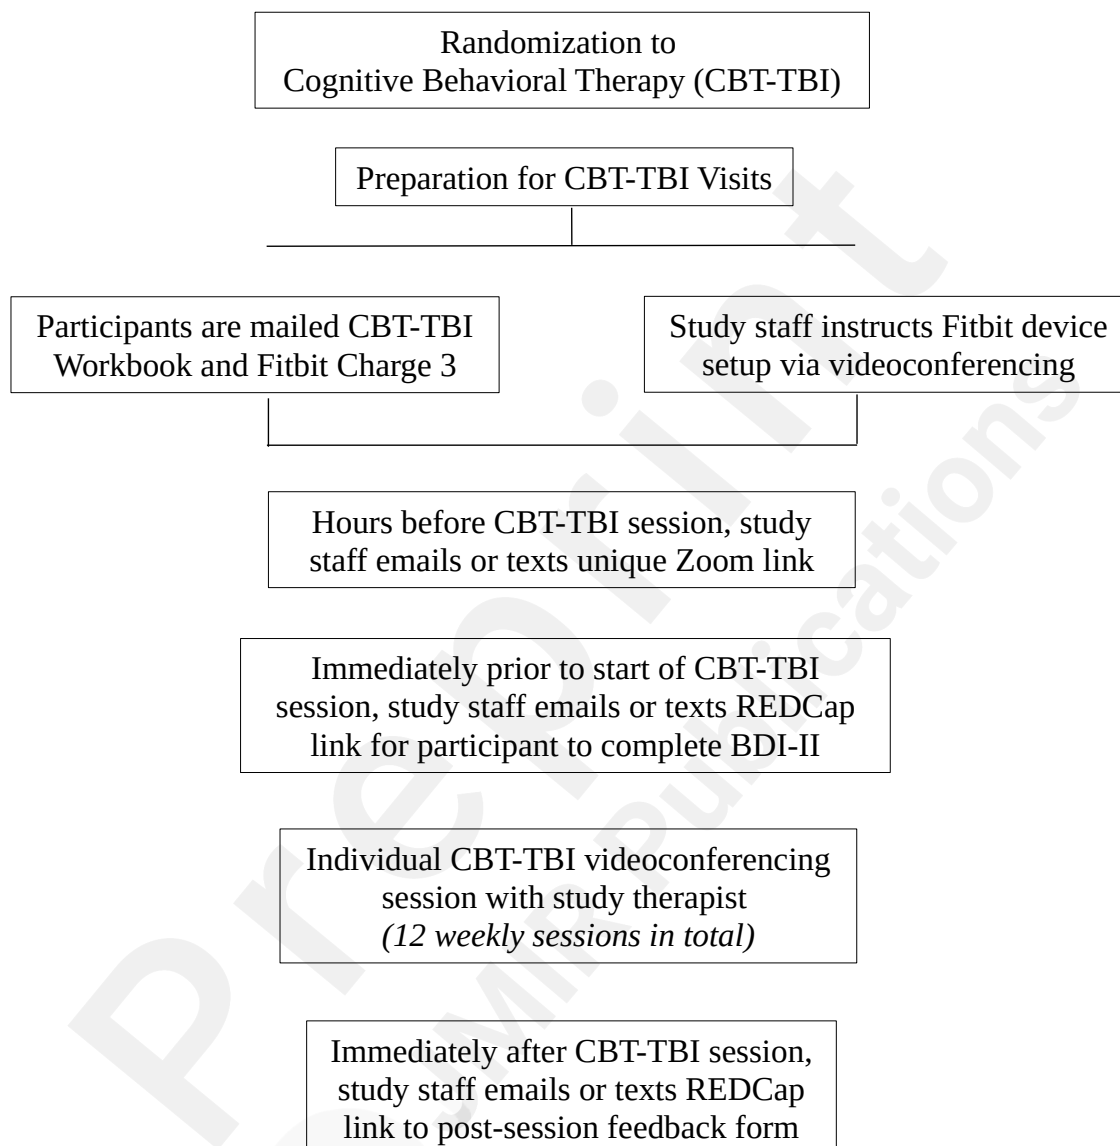 Randomization to
Cognitive Behavioral Therapy (CBT-TBI)
Preparation for CBT-TBI Visits
Participants are mailed CBT-TBI
Workbook and Fitbit Charge 3
Study staff instructs Fitbit device
setup via videoconferencing
Hours before CBT-TBI session, study
staff emails or texts unique Zoom link
Immediately prior to start of CBT-TBI
session, study staff emails or texts REDCap
link for participant to complete BDI-II
Individual CBT-TBI videoconferencing
session with study therapist
(12 weekly sessions in total)
Immediately after CBT-TBI session,
study staff emails or texts REDCap
link to post-session feedback form
Preprint
JMIR Publications